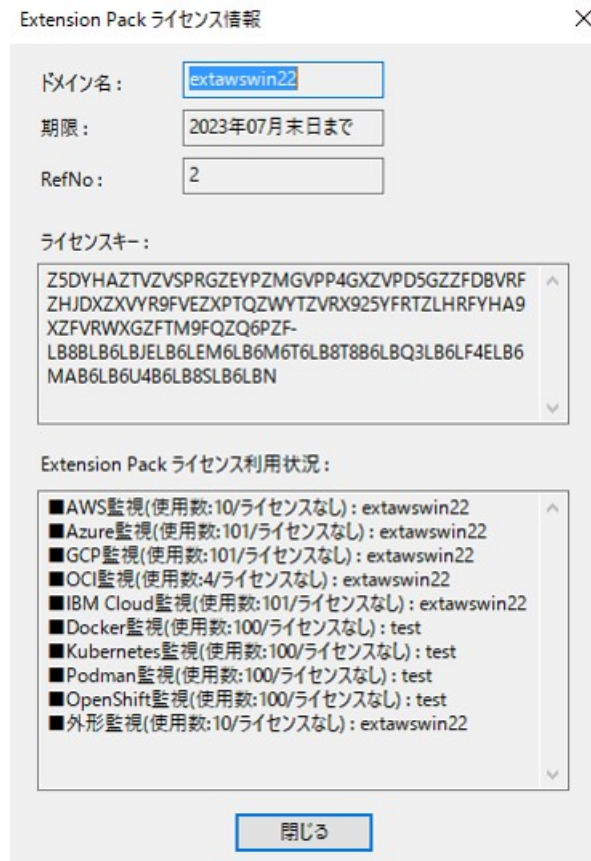 Extension Pack ライセンス情報
ドメイン名：
extawswin22
期限：
2023年07月末日まで
RefNo：
2
ライセンスキー：
Z5DYHAZTVZVSPRGZEYPZMGVPP4GXZVPD5GZZFDBVRF
ZHJDXZXVYR9FVEZXPTQZWYTZVRX925YFRTZLHRFYHA9
XZFVRWXGZFTM9FQZQ6PZF-
LB8BLB6LBJELB6LEM6LB6M6T6LB8T8B6LBQ3LB6LF4ELB6
MAB6LB6U4B6LB8SLB6LBN
Extension Pack ライセンス利用状況：
■AWS監視(使用数:10/ライセンスなし) : extawswin22
■Azure監視(使用数:101/ライセンスなし) : extawswin22
■GCP監視(使用数:101/ライセンスなし) : extawswin22
■OCI監視(使用数:4/ライセンスなし) : extawswin22
■IBM Cloud監視(使用数:101/ライセンスなし) : extawswin22
■Docker監視(使用数:100/ライセンスなし) : test
■Kubernetes監視(使用数:100/ライセンスなし) : test
■Podman監視(使用数:100/ライセンスなし) : test
■OpenShift監視(使用数:100/ライセンスなし) : test
■外形監視(使用数:10/ライセンスなし) : extawswin22
閉じる